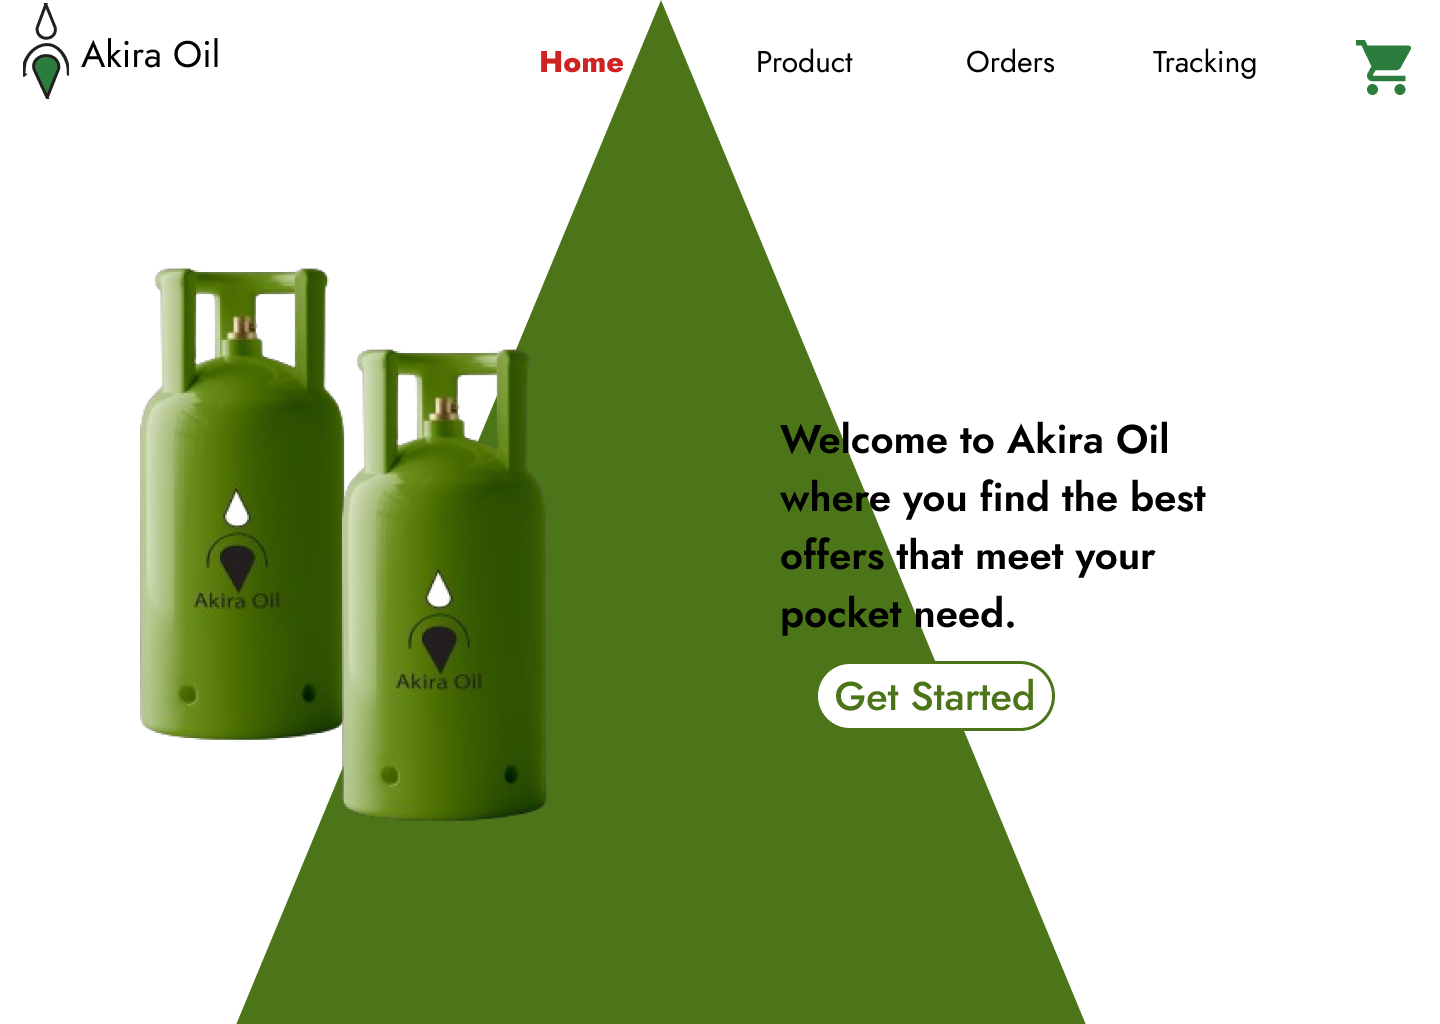 Akira Oil
Home Product Orders Tracking
Akira Oil
Akira Oil
Welcome to Akira Oil
where you find the best
offers that meet your
pocket need.
Get Started